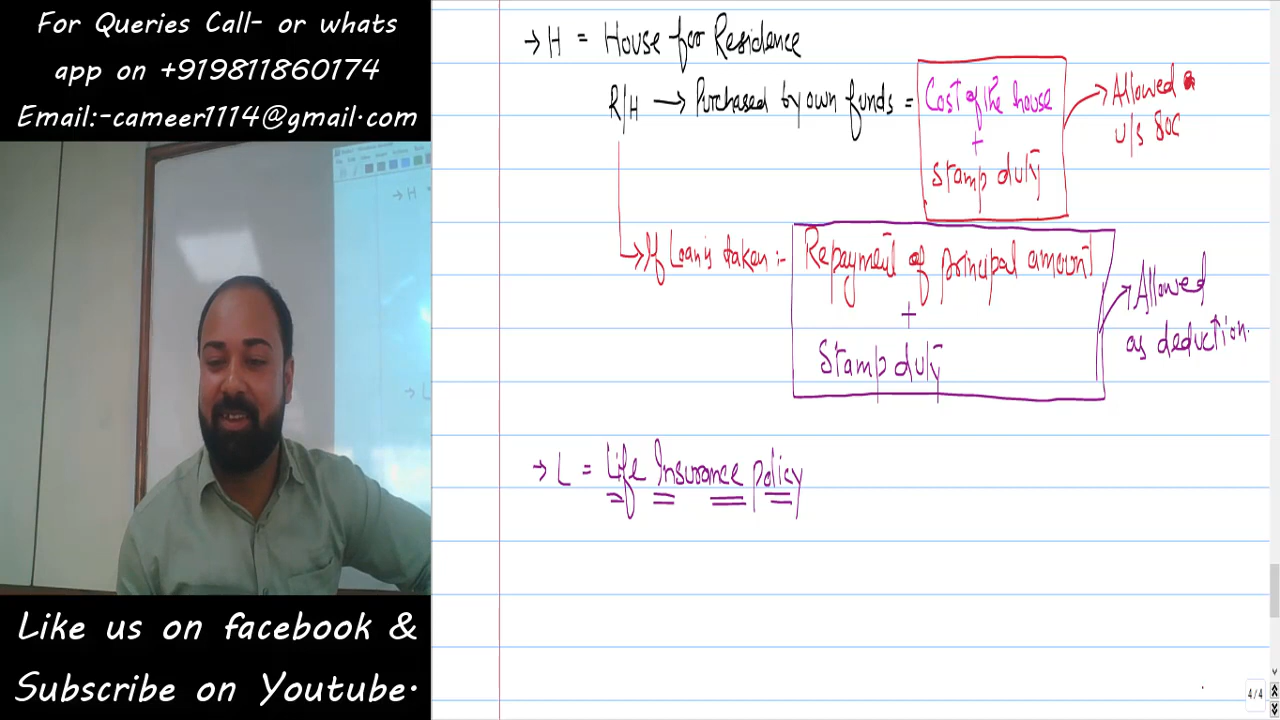 For Queries Call- or whats
app on +919811860174
Email:-cameer1114@gmail.com
→ H = House for Residence
R/H → Purchased by own funds = Cost of the house
+
Stamp duty
→ Allowed
u/s 80C
→ If Loan is taken :- Repayment of principal amount
+
Stamp duty
→ Allowed
as deduction.
→ L = Life Insurance policy
Like us on facebook &
Subscribe on Youtube.
4/4